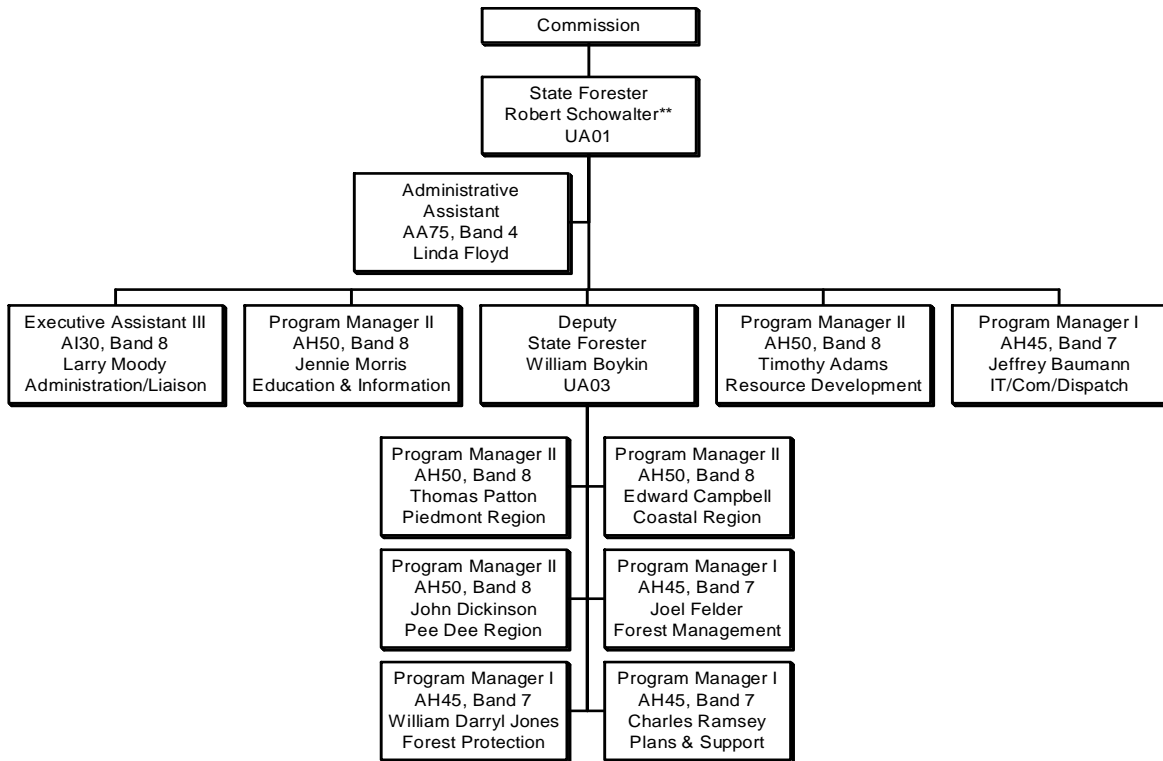 Commission
State Forester
Robert Schowalter**
UA01
Administrative
Assistant
AA75, Band 4
Linda Floyd
Executive Assistant III
AI30, Band 8
Larry Moody
Administration/Liaison
Program Manager II
AH50, Band 8
Jennie Morris
Education & Information
Deputy
State Forester
William Boykin
UA03
Program Manager II
AH50, Band 8
Timothy Adams
Resource Development
Program Manager I
AH45, Band 7
Jeffrey Baumann
IT/Com/Dispatch
Program Manager II
AH50, Band 8
Thomas Patton
Piedmont Region
Program Manager II
AH50, Band 8
Edward Campbell
Coastal Region
Program Manager II
AH50, Band 8
John Dickinson
Pee Dee Region
Program Manager I
AH45, Band 7
Joel Felder
Forest Management
Program Manager I
AH45, Band 7
William Darryl Jones
Forest Protection
Program Manager I
AH45, Band 7
Charles Ramsey
Plans & Support